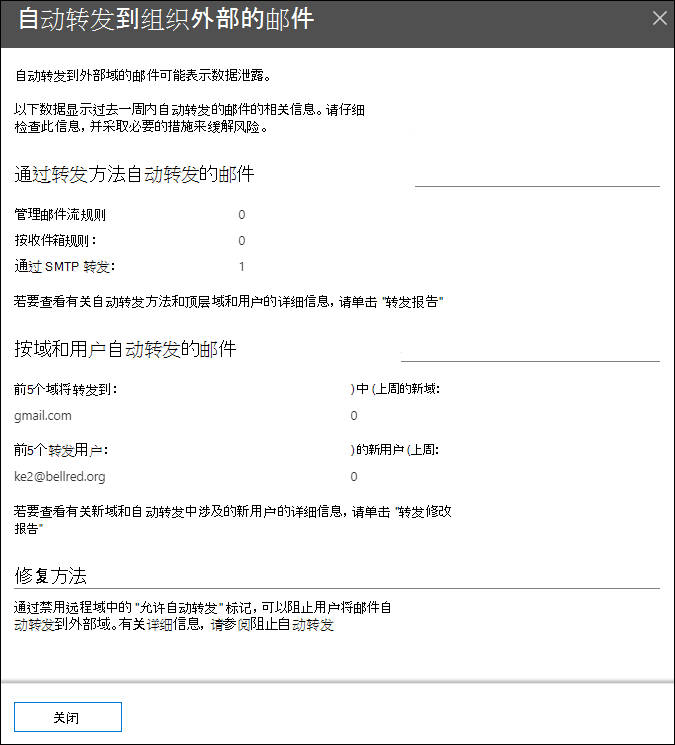 自动转发到组织外部的邮件
自动转发到外部域的邮件可能表示数据泄露。
以下数据显示过去一周内自动转发的邮件的相关信息。请仔细
检查此信息，并采取必要的措施来缓解风险。
通过转发方法自动转发的邮件
管理邮件流规则 0
按收件箱规则： 0
通过 SMTP 转发： 1
若要查看有关自动转发方法和顶层域和用户的详细信息，请单击 "转发报告"
按域和用户自动转发的邮件
前5个域将转发到： )中 (上周的新域:
gmail.com 0
前5个转发用户： )的新用户 (上周:
ke2@bellred.org 0
若要查看有关新域和自动转发中涉及的新用户的详细信息，请单击 "转发修改
报告"
修复方法
通过禁用远程域中的 "允许自动转发" 标记，可以阻止用户将邮件自
动转发到外部域。有关详细信息，请参阅阻止自动转发
关闭